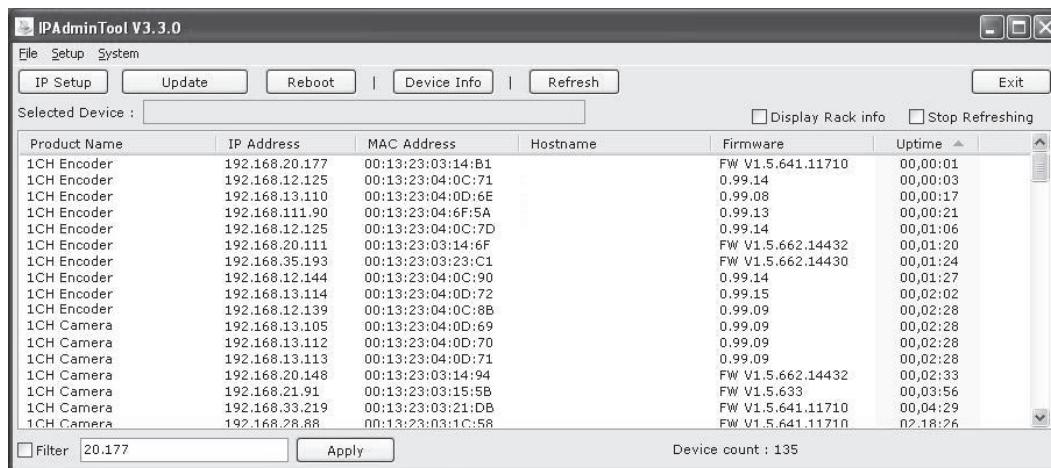 IPAdminTool V3.3.0
File Setup System
IP Setup Update Reboot | Device Info | Refresh Exit
Selected Device : Display Rack info Stop Refreshing
Product Name IP Address MAC Address Hostname Firmware Uptime
1CH Encoder 192.168.20.177 00:13:23:03:14:B1 FW V1.5.641.11710 00,00:01
1CH Encoder 192.168.12.125 00:13:23:04:0C:71 0.99.14 00,00:03
1CH Encoder 192.168.13.110 00:13:23:04:0D:6E 0.99.08 00,00:17
1CH Encoder 192.168.111.90 00:13:23:04:6F:5A 0.99.13 00,00:21
1CH Encoder 192.168.12.125 00:13:23:04:0C:7D 0.99.14 00,01:06
1CH Encoder 192.168.20.111 00:13:23:03:14:6F FW V1.5.662.14432 00,01:20
1CH Encoder 192.168.35.193 00:13:23:03:23:C1 FW V1.5.662.14430 00,01:24
1CH Encoder 192.168.12.144 00:13:23:04:0C:90 0.99.14 00,01:27
1CH Encoder 192.168.13.114 00:13:23:04:0D:72 0.99.15 00,02:02
1CH Encoder 192.168.12.139 00:13:23:04:0C:8B 0.99.09 00,02:28
1CH Camera 192.168.13.105 00:13:23:04:0D:69 0.99.09 00,02:28
1CH Camera 192.168.13.112 00:13:23:04:0D:70 0.99.09 00,02:28
1CH Camera 192.168.13.113 00:13:23:04:0D:71 0.99.09 00,02:28
1CH Camera 192.168.20.148 00:13:23:03:14:94 FW V1.5.662.14432 00,02:33
1CH Camera 192.168.21.91 00:13:23:03:15:5B FW V1.5.633 00,03:56
1CH Camera 192.168.33.219 00:13:23:03:21:DB FW V1.5.641.11710 00,04:29
1CH Camera 192.168.28.88 00:13:23:03:1C:58 FW V1.5.641.11710 02,18:26
Filter 20.177 Apply Device count : 135